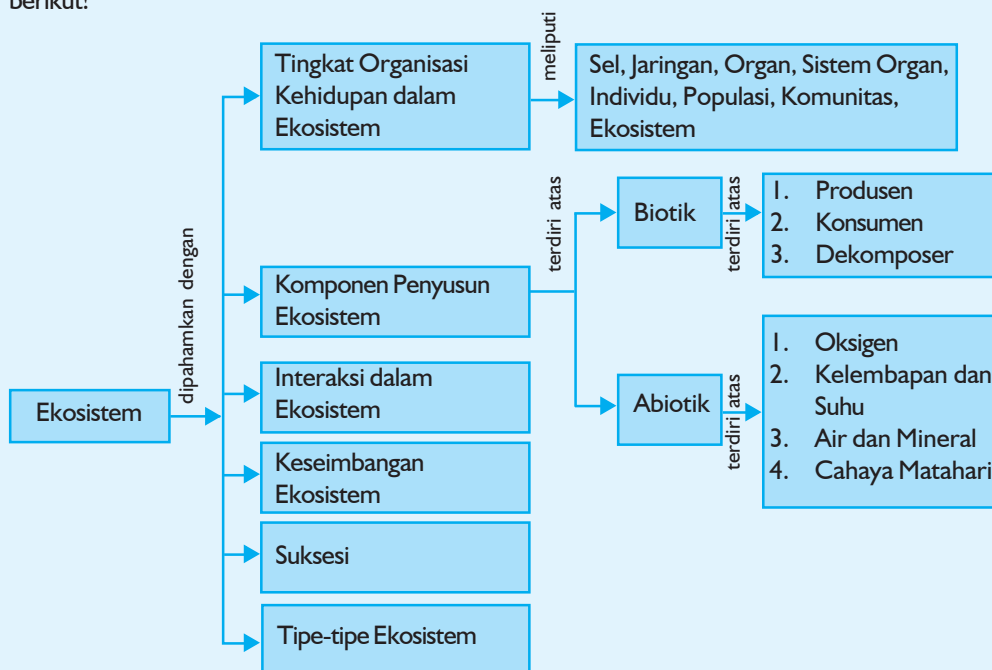 berikut!
Tingkat Organisasi
Kehidupan dalam
Ekosistem
meliputi
Sel, Jaringan, Organ, Sistem Organ,
Individu, Populasi, Komunitas,
Ekosistem
dipahamkan dengan
Komponen Penyusun
Ekosistem
terdiri atas
Biotik
terdiri atas
1. Produsen
2. Konsumen
3. Dekomposer
Abiotik
terdiri atas
1. Oksigen
2. Kelembapan dan
Suhu
3. Air dan Mineral
4. Cahaya Matahari
Ekosistem
Interaksi dalam
Ekosistem
Keseimbangan
Ekosistem
Suksesi
Tipe-tipe Ekosistem